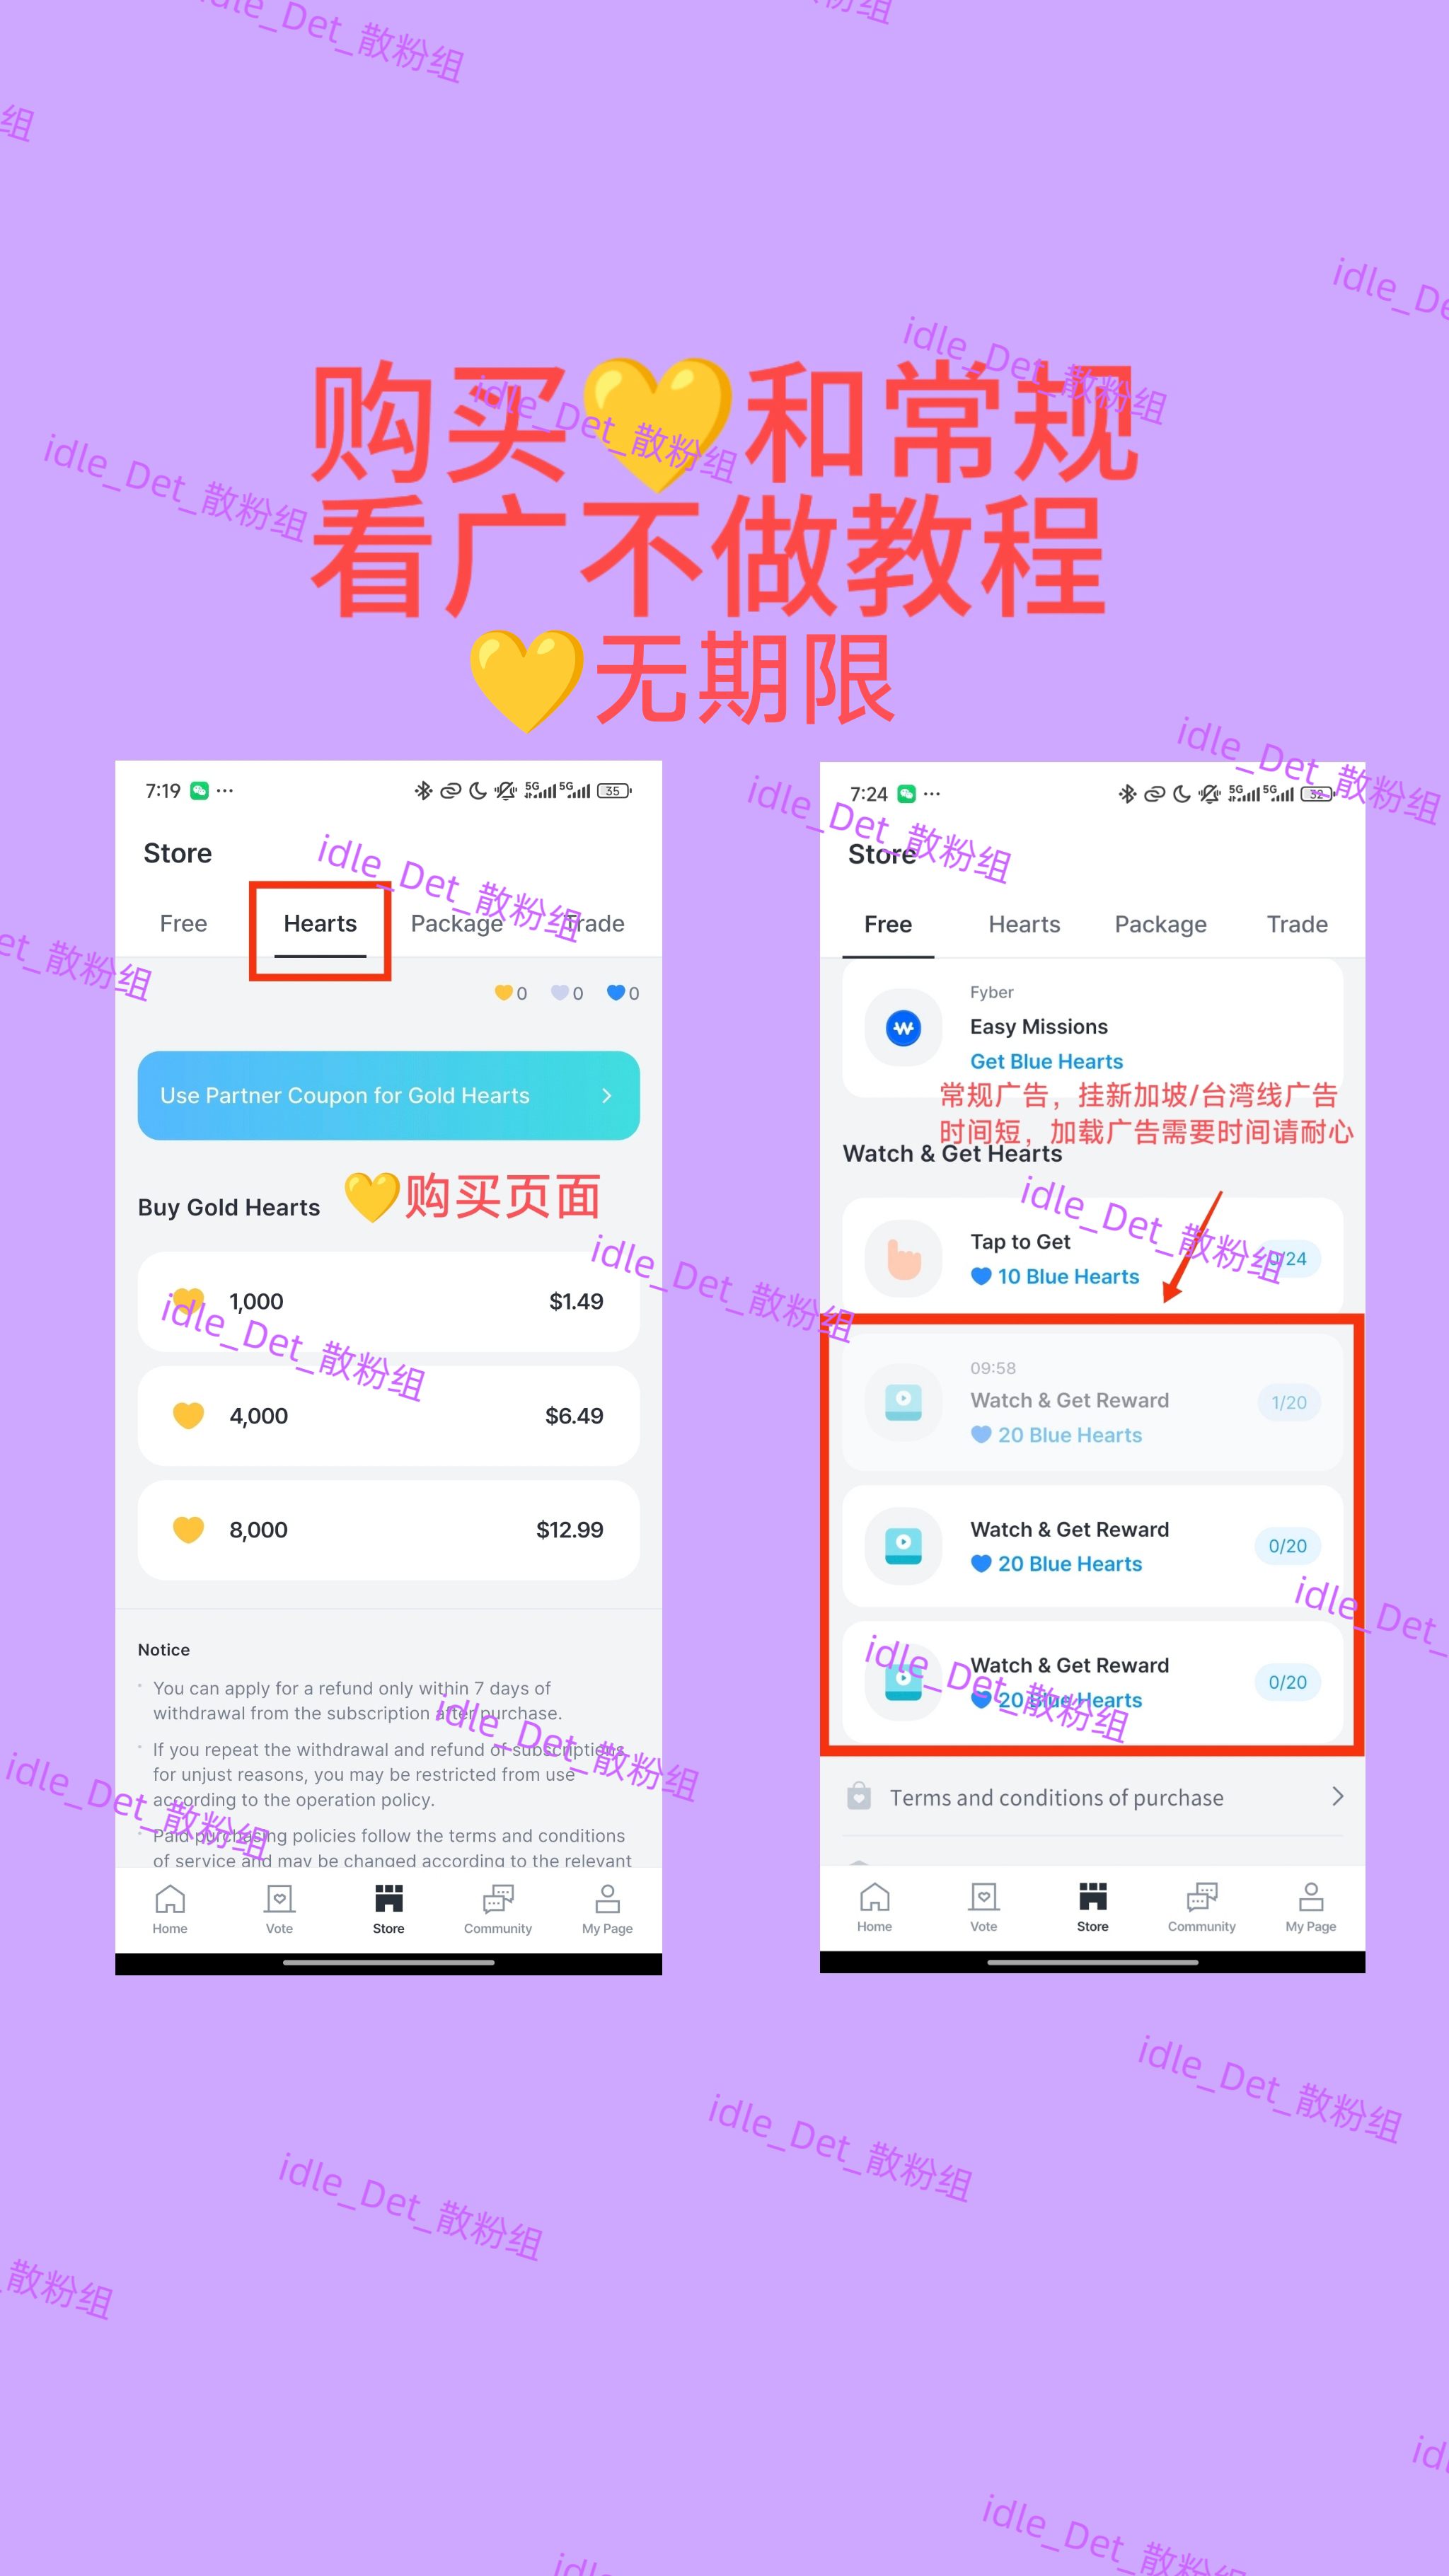 购买💛和常规
看广不做教程
💛无期限
7:19 ··· 5G 5G 35
Store
Free Hearts Package Trade
0 0 0
Use Partner Coupon for Gold Hearts
Buy Gold Hearts 💛购买页面
1,000 $1.49
4,000 $6.49
8,000 $12.99
Notice
You can apply for a refund only within 7 days of
withdrawal from the subscription after purchase.
If you repeat the withdrawal and refund of subscriptions
for unjust reasons, you may be restricted from use
according to the operation policy.
Paid purchasing policies follow the terms and conditions
of service and may be changed according to the relevant
Home Vote Store Community My Page
7:24 ··· 5G 5G 32
Store
Free Hearts Package Trade
Fyber
Easy Missions
Get Blue Hearts
常规广告，挂新加坡/台湾线广告
时间短，加载广告需要时间请耐心
Watch & Get Hearts
Tap to Get
10 Blue Hearts 0/24
09:58
Watch & Get Reward 1/20
20 Blue Hearts
Watch & Get Reward 0/20
20 Blue Hearts
Watch & Get Reward 0/20
20 Blue Hearts
Terms and conditions of purchase
Home Vote Store Community My Page
idle_Det_散粉组